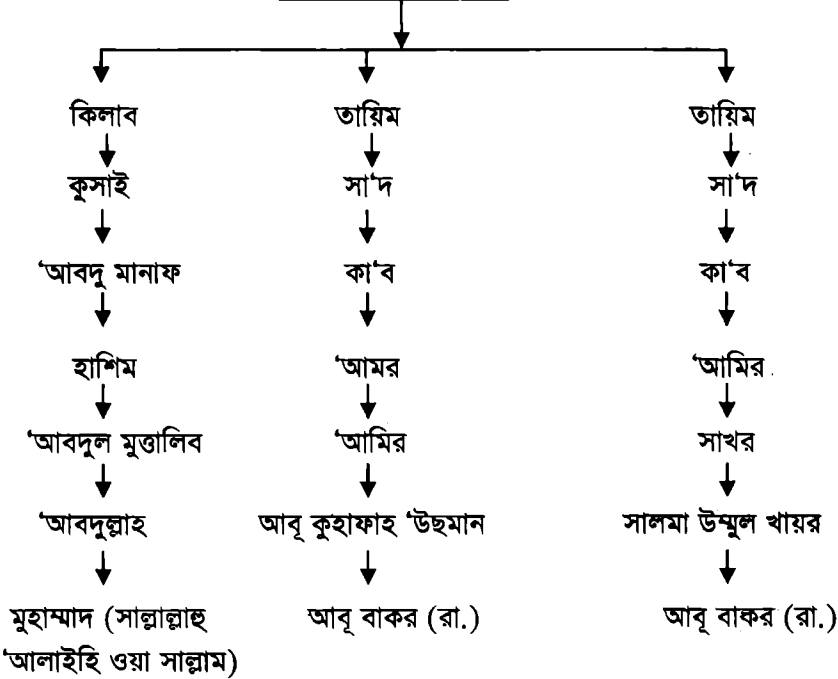 কিলাব তায়িম তায়িম
কুসাই সা‘দ সা‘দ
‘আবদু মানাফ কা‘ব কা‘ব
হাশিম ‘আমর ‘আমির
‘আবদুল মুত্তালিব ‘আমির সাখর
‘আবদুল্লাহ আবূ কুহাফাহ ‘উছমান সালমা উম্মুল খায়র
মুহাম্মাদ (সাল্লাল্লাহু আবূ বাকর (রা.) আবূ বাকর (রা.)
‘আলাইহি ওয়া সাল্লাম)